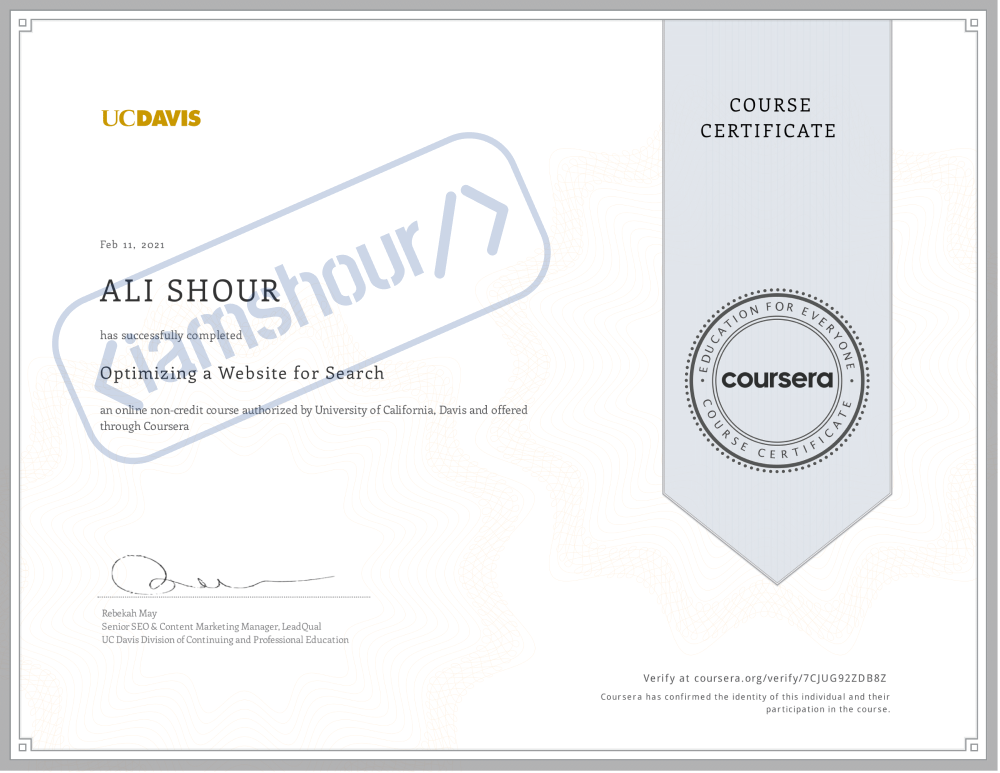 UCDAVIS
COURSE
CERTIFICATE
Feb 11, 2021
ALI SHOUR
has successfully completed
Optimizing a Website for Search
an online non-credit course authorized by University of California, Davis and offered
through Coursera
<iamshour/>
EDUCATION FOR EVERYONE
coursera
COURSE CERTIFICATE
Rebekah May
Senior SEO & Content Marketing Manager, LeadQual
UC Davis Division of Continuing and Professional Education
Verify at coursera.org/verify/7CJUG92ZDB8Z
Coursera has confirmed the identity of this individual and their
participation in the course.